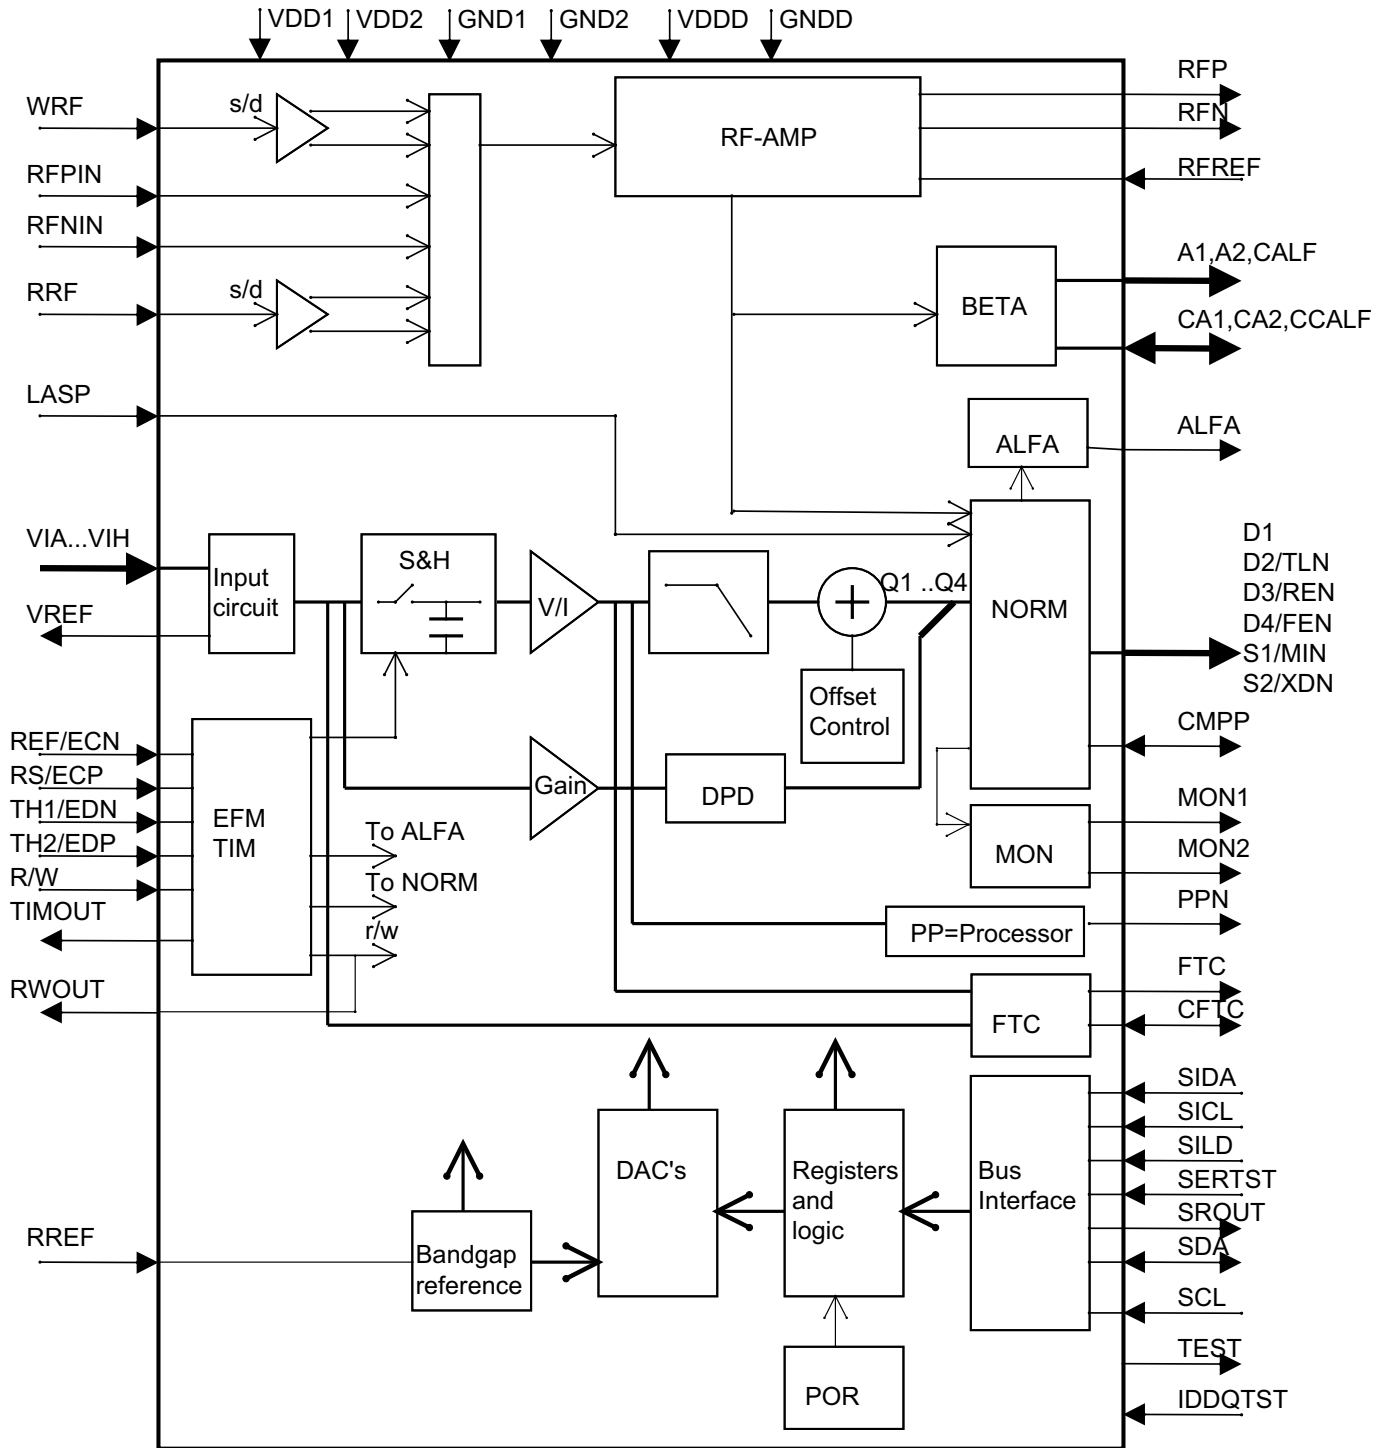 VDD1 VDD2 GND1 GND2 VDDD GNDD
WRF
s/d
RF-AMP
RFP
RFN
RFPIN
RFREF
RFNIN
RRF
s/d
BETA
A1,A2,CALF
CA1,CA2,CCALF
LASP
ALFA
ALFA
VIA...VIH
Input
circuit
S&H
V/I
Q1 ..Q4
NORM
D1
D2/TLN
D3/REN
D4/FEN
S1/MIN
S2/XDN
VREF
Offset
Control
REF/ECN
RS/ECP
TH1/EDN
TH2/EDP
R/W
TIMOUT
RWOUT
EFM
TIM
Gain
DPD
To ALFA
To NORM
r/w
CMPP
MON
MON1
MON2
PP=Processor
PPN
FTC
FTC
CFTC
DAC's
Registers
and
logic
Bus
Interface
SIDA
SICL
SILD
SERTST
SROUT
SDA
SCL
RREF
Bandgap
reference
POR
TEST
IDDQTST